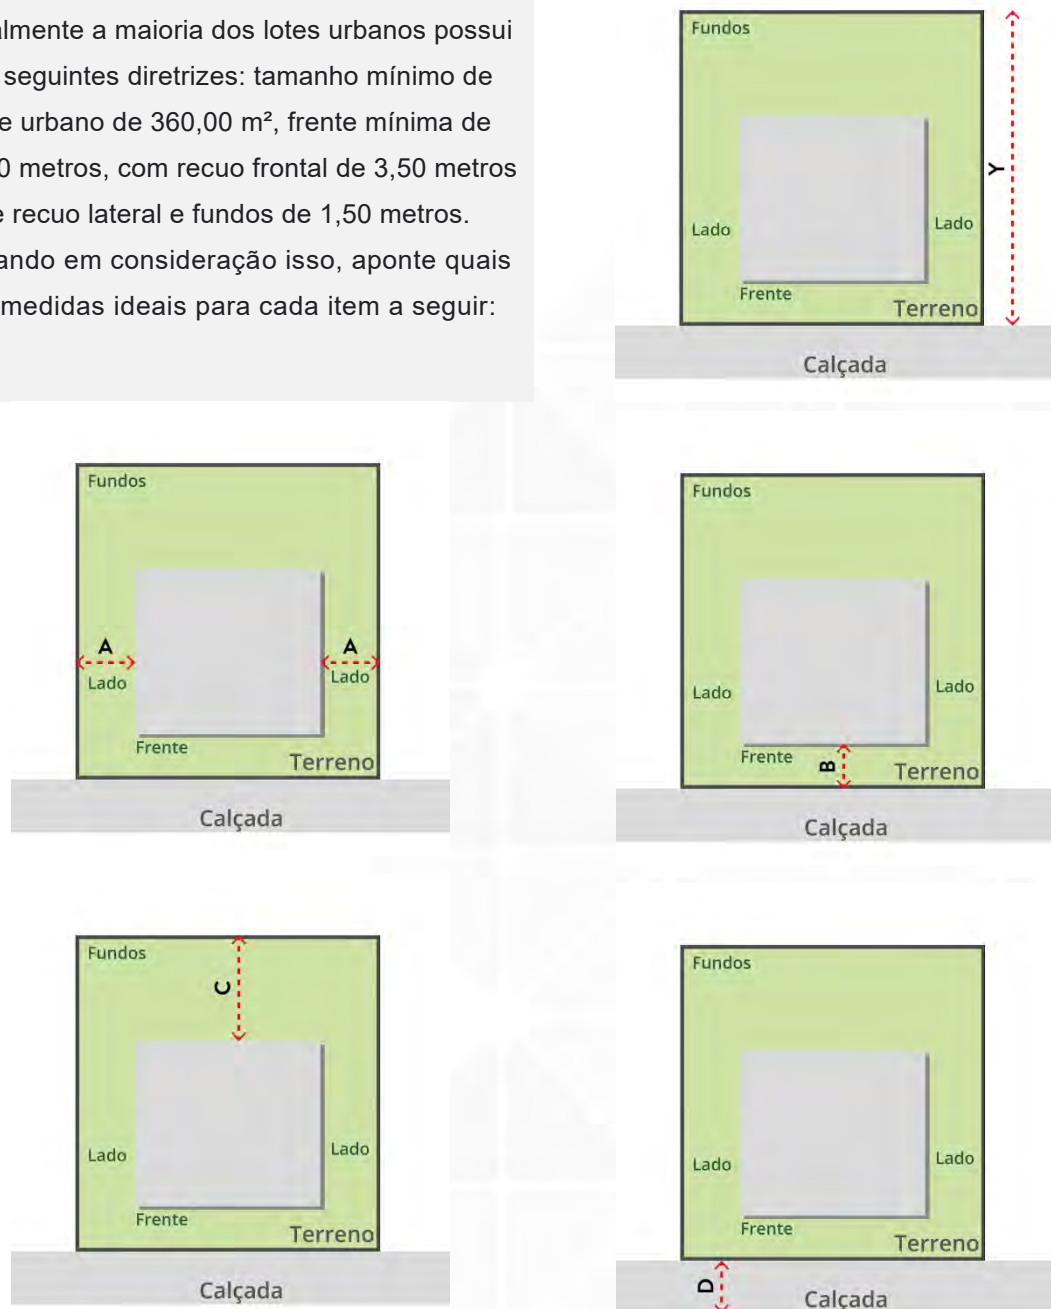 almente a maioria dos lotes urbanos possui
seguintes diretrizes: tamanho mínimo de
e urbano de 360,00 m², frente mínima de
0 metros, com recuo frontal de 3,50 metros
e recuo lateral e fundos de 1,50 metros.
ando em consideração isso, aponte quais
medidas ideais para cada item a seguir:
Fundos
Y
Lado
Lado
Frente
Terreno
Calçada
Fundos
A
A
Lado
Lado
Frente
Terreno
Calçada
Fundos
Lado
Lado
Frente
B
Terreno
Calçada
Fundos
C
Lado
Lado
Frente
Terreno
Calçada
Fundos
Lado
Lado
Frente
Terreno
D
Calçada